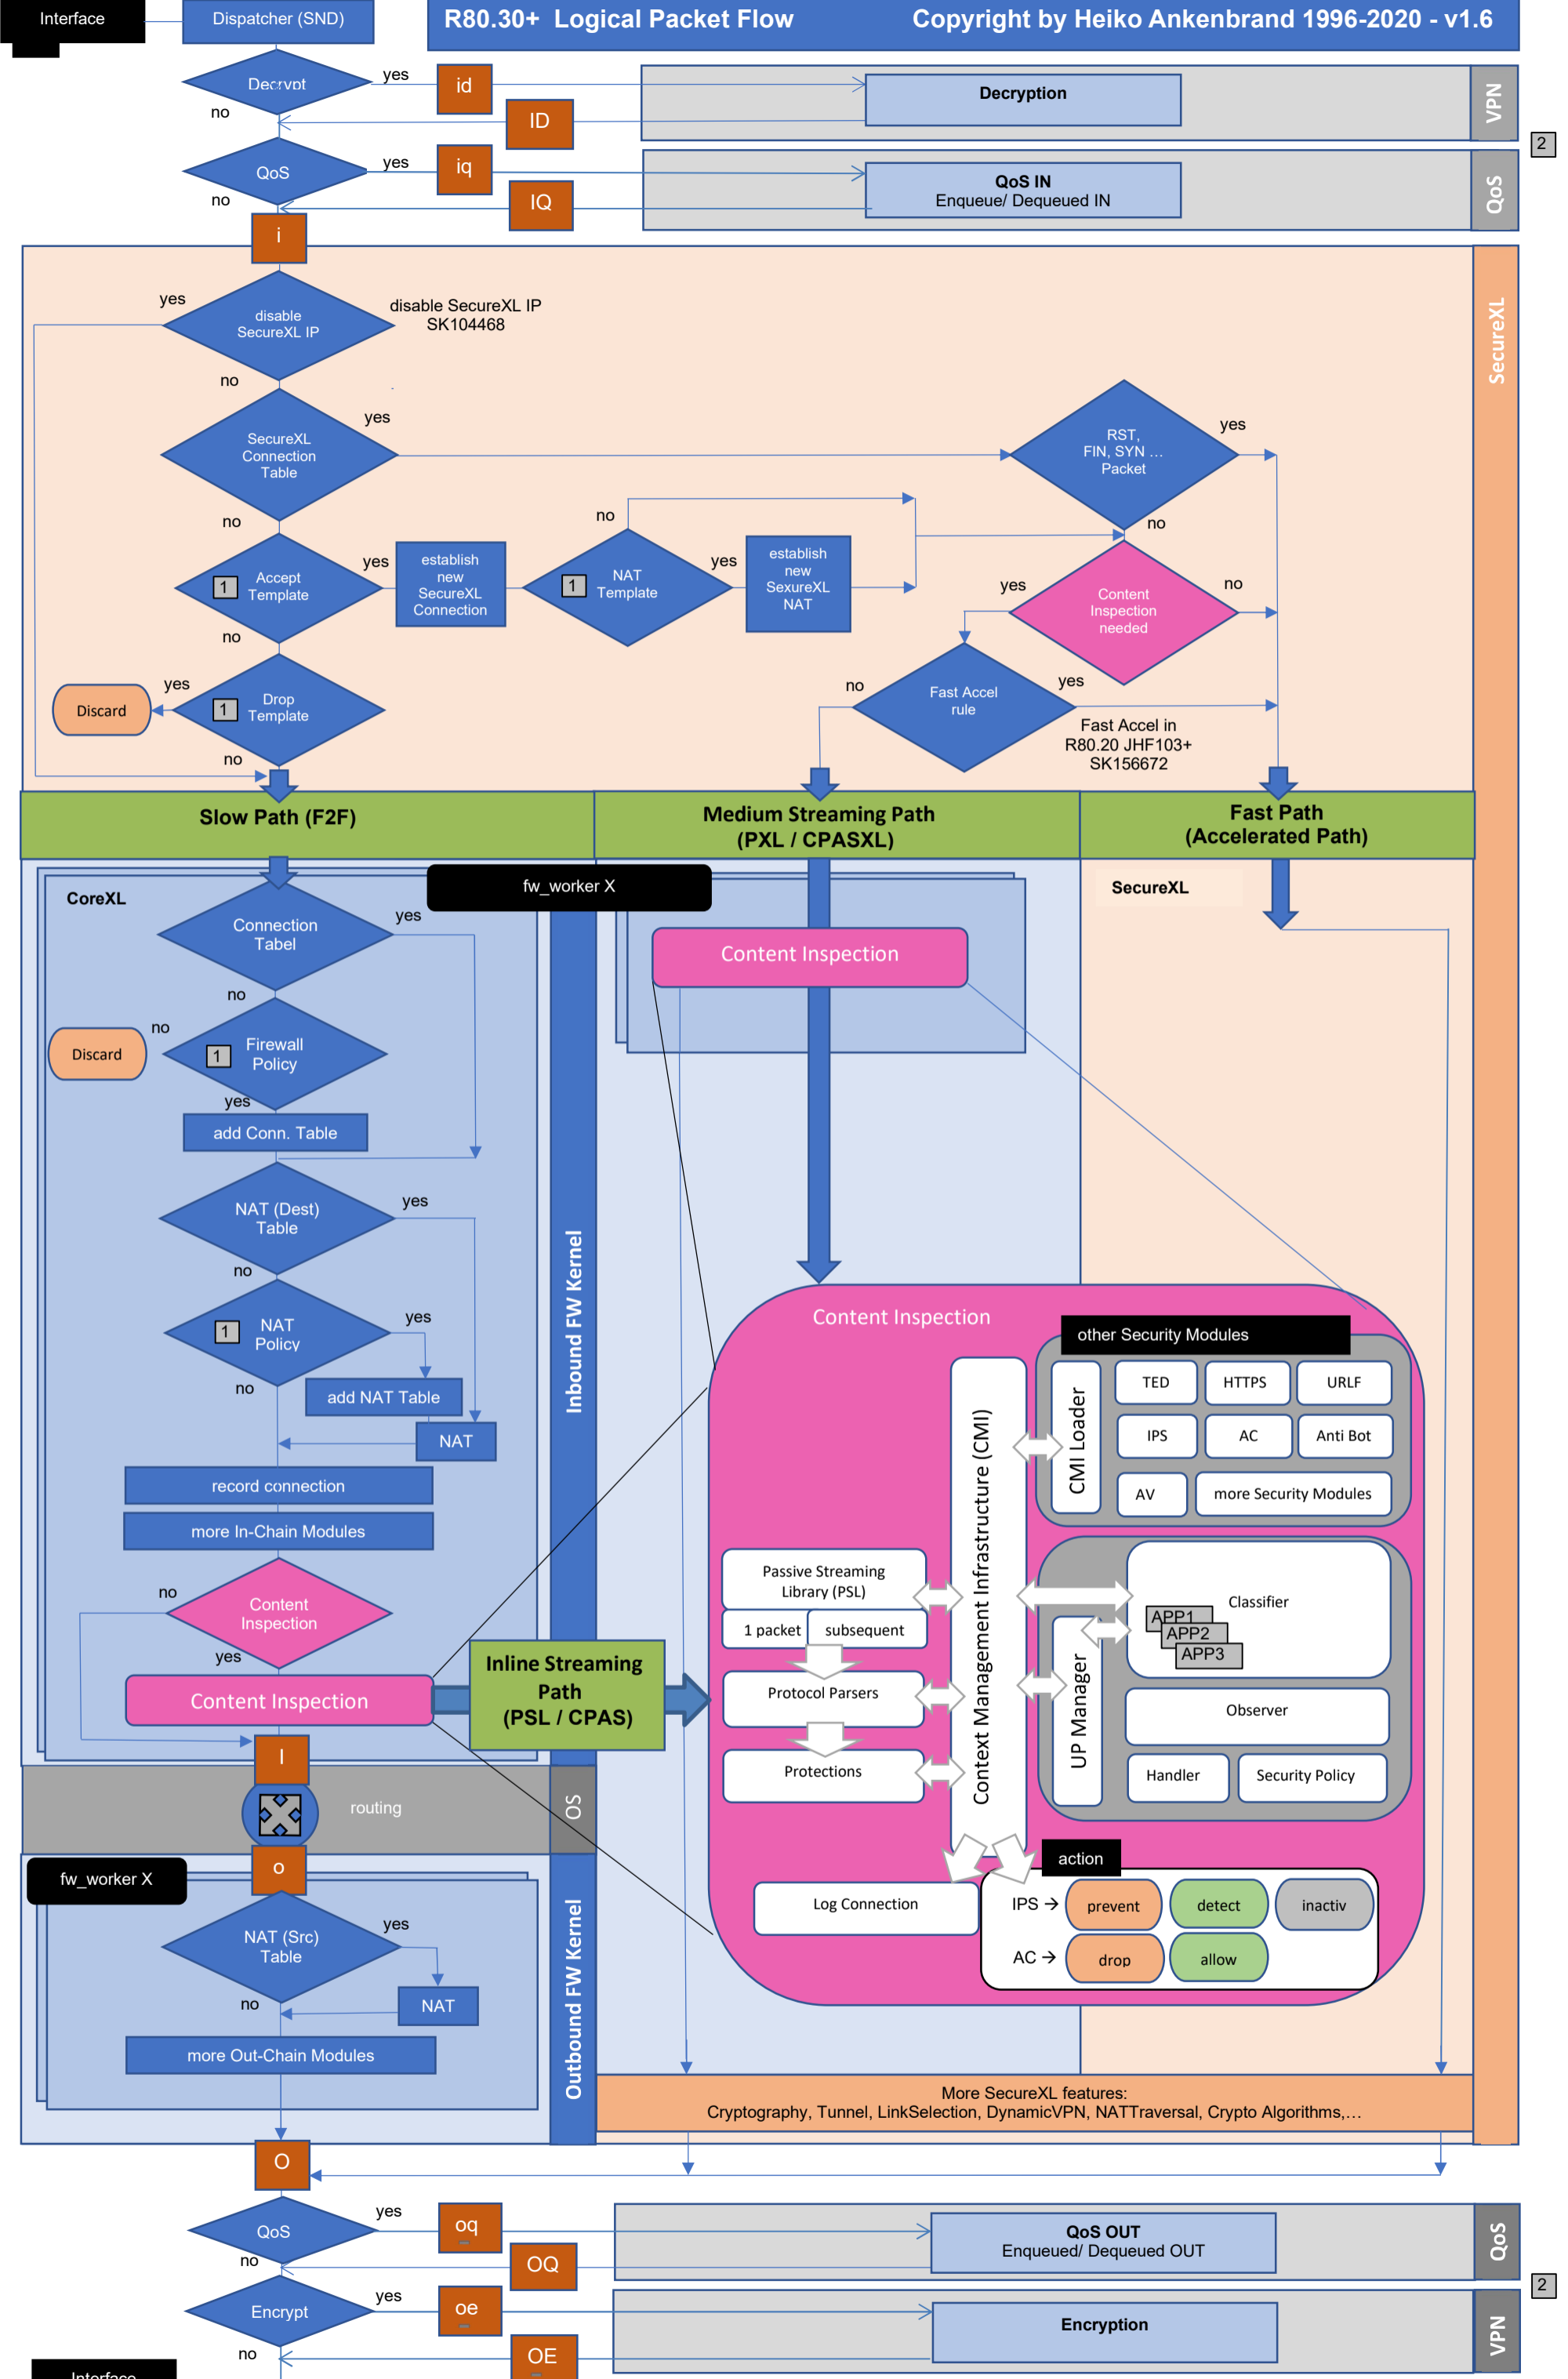 Interface
Dispatcher (SND)
R80.30+  Logical Packet Flow
Copyright by Heiko Ankenbrand 1996-2020 - v1.6
Decrypt
yes
id
Decryption
VPN
no
ID
2
QoS
yes
iq
QoS IN
Enqueue/ Dequeued IN
QoS
no
IQ
i
SecureXL
disable
SecureXL IP
yes
disable SecureXL IP
SK104468
no
SecureXL
Connection
Table
yes
RST,
FIN, SYN ...
Packet
yes
no
no
Accept
Template
1
yes
establish
new
SecureXL
Connection
1
NAT
Template
no
yes
establish
new
SexureXL
NAT
yes
Content
Inspection
needed
no
no
Discard
yes
1
Drop
Template
no
no
Fast Accel
rule
yes
Fast Accel in
R80.20 JHF103+
SK156672
Slow Path (F2F)
Medium Streaming Path
(PXL / CPASXL)
Fast Path
(Accelerated Path)
CoreXL
fw_worker X
SecureXL
Connection
Tabel
yes
Content Inspection
no
Discard
no
1
Firewall
Policy
yes
add Conn. Table
NAT (Dest)
Table
yes
no
Inbound FW Kernel
1
NAT
Policy
yes
no
add NAT Table
NAT
record connection
more In-Chain Modules
no
Content
Inspection
yes
Content Inspection
Inline Streaming
Path
(PSL / CPAS)
I
routing
OS
o
Content Inspection
other Security Modules
CMI Loader
TED
HTTPS
URLF
IPS
AC
Anti Bot
AV
more Security Modules
Context Management Infrastructure (CMI)
Passive Streaming
Library (PSL)
1 packet
subsequent
Protocol Parsers
Protections
Classifier
APP1
APP2
APP3
UP Manager
Observer
Handler
Security Policy
action
Log Connection
IPS →
prevent
detect
inactiv
AC →
drop
allow
fw_worker X
NAT (Src)
Table
yes
no
NAT
more Out-Chain Modules
Outbound FW Kernel
More SecureXL features:
Cryptography, Tunnel, LinkSelection, DynamicVPN, NATTraversal, Crypto Algorithms,…
O
QoS
yes
oq
QoS OUT
Enqueued/ Dequeued OUT
QoS
no
OQ
2
Encrypt
yes
oe
Encryption
VPN
no
OE
Interface